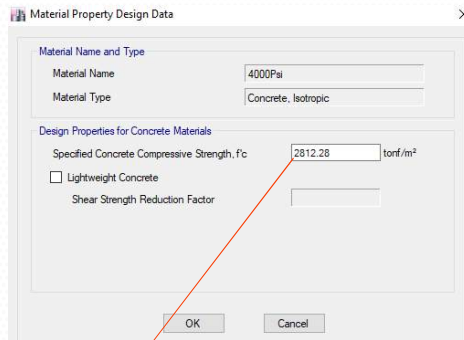 Material Property Design Data
Material Name and Type
Material Name 4000Psi
Material Type Concrete, Isotropic
Design Properties for Concrete Materials
Specified Concrete Compressive Strength, f'c 2812.28 tonf/m²
Lightweight Concrete
Shear Strength Reduction Factor
OK Cancel